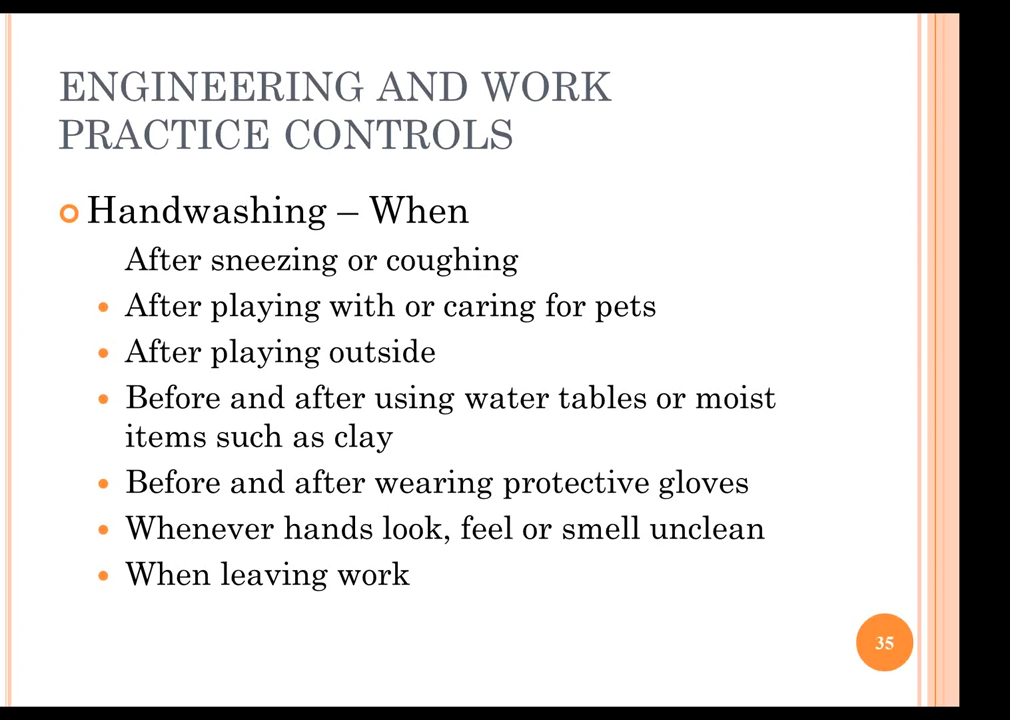 ENGINEERING AND WORK
PRACTICE CONTROLS
Handwashing – When
After sneezing or coughing
After playing with or caring for pets
After playing outside
Before and after using water tables or moist
items such as clay
Before and after wearing protective gloves
Whenever hands look, feel or smell unclean
When leaving work
35